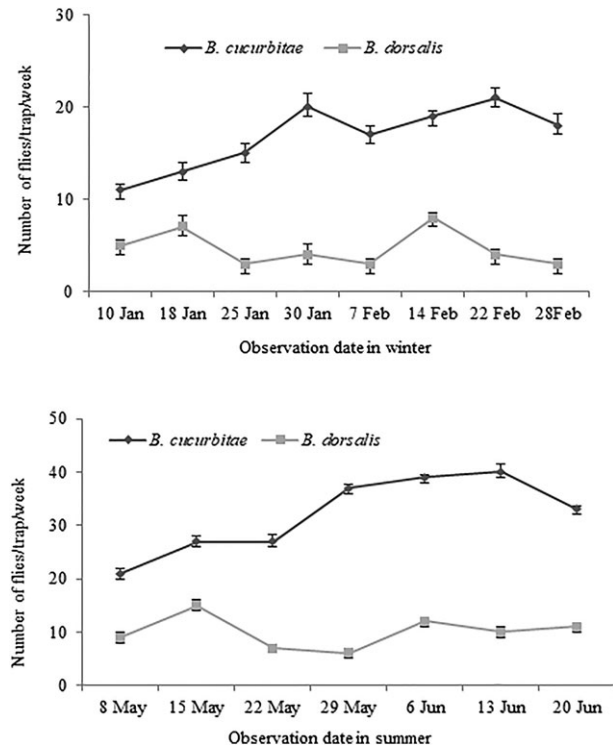 30
B. cucurbitae B. dorsalis
20
10
0
Number of flies/trap/week
10 Jan 18 Jan 25 Jan 30 Jan 7 Feb 14 Feb 22 Feb 28Feb
Observation date in winter
50
B. cucurbitae B. dorsalis
40
30
20
10
0
Number of flies/trap/week
8 May 15 May 22 May 29 May 6 Jun 13 Jun 20 Jun
Observation date in summer